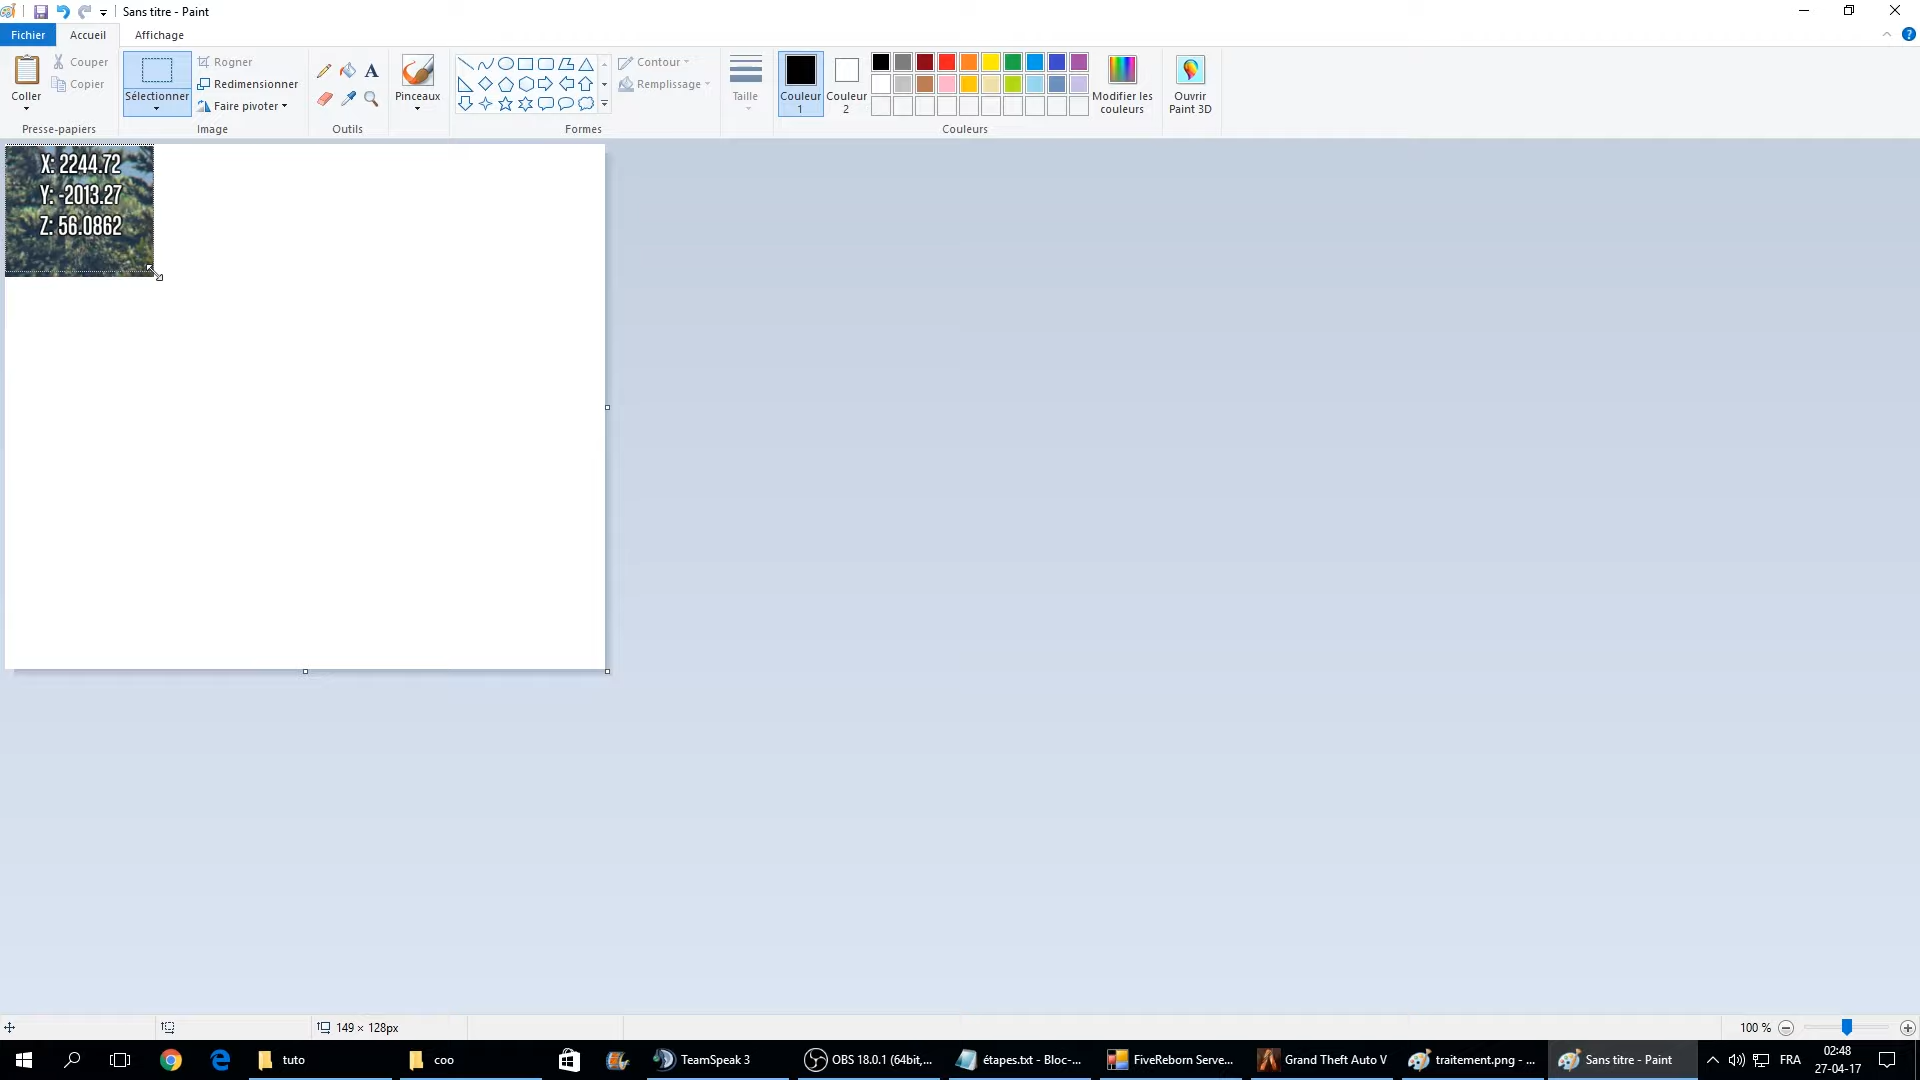 Sans titre - Paint
Fichier
Accueil
Affichage
Coller
Couper
Copier
Presse-papiers
Sélectionner
Rogner
Redimensionner
Faire pivoter
Image
A
Outils
Pinceaux
Contour
Remplissage
Formes
Taille
Couleur
1
Couleur
2
Modifier les
couleurs
Couleurs
Ouvrir
Paint 3D
X: 2244.72
Y: -2013.27
Z: 56.0862
149 × 128px
100 %
tuto
coo
TeamSpeak 3
OBS 18.0.1 (64bit,...
étapes.txt - Bloc-...
FiveReborn Serve...
Grand Theft Auto V
traitement.png - ...
Sans titre - Paint
FRA
02:48
27-04-17